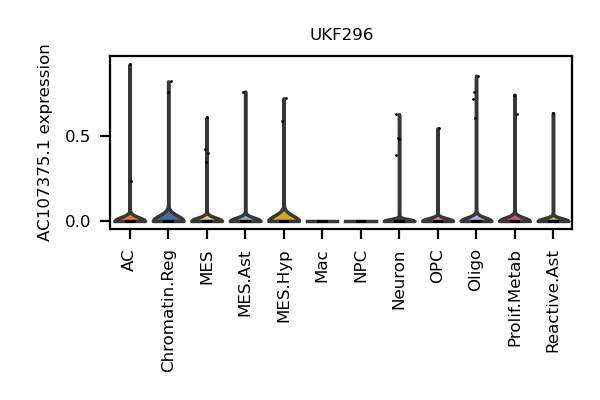 UKF296
AC107375.1 expression
0.5
0.0
AC
Chromatin.Reg
MES
MES.Ast
MES.Hyp
Mac
NPC
Neuron
OPC
Oligo
Prolif.Metab
Reactive.Ast